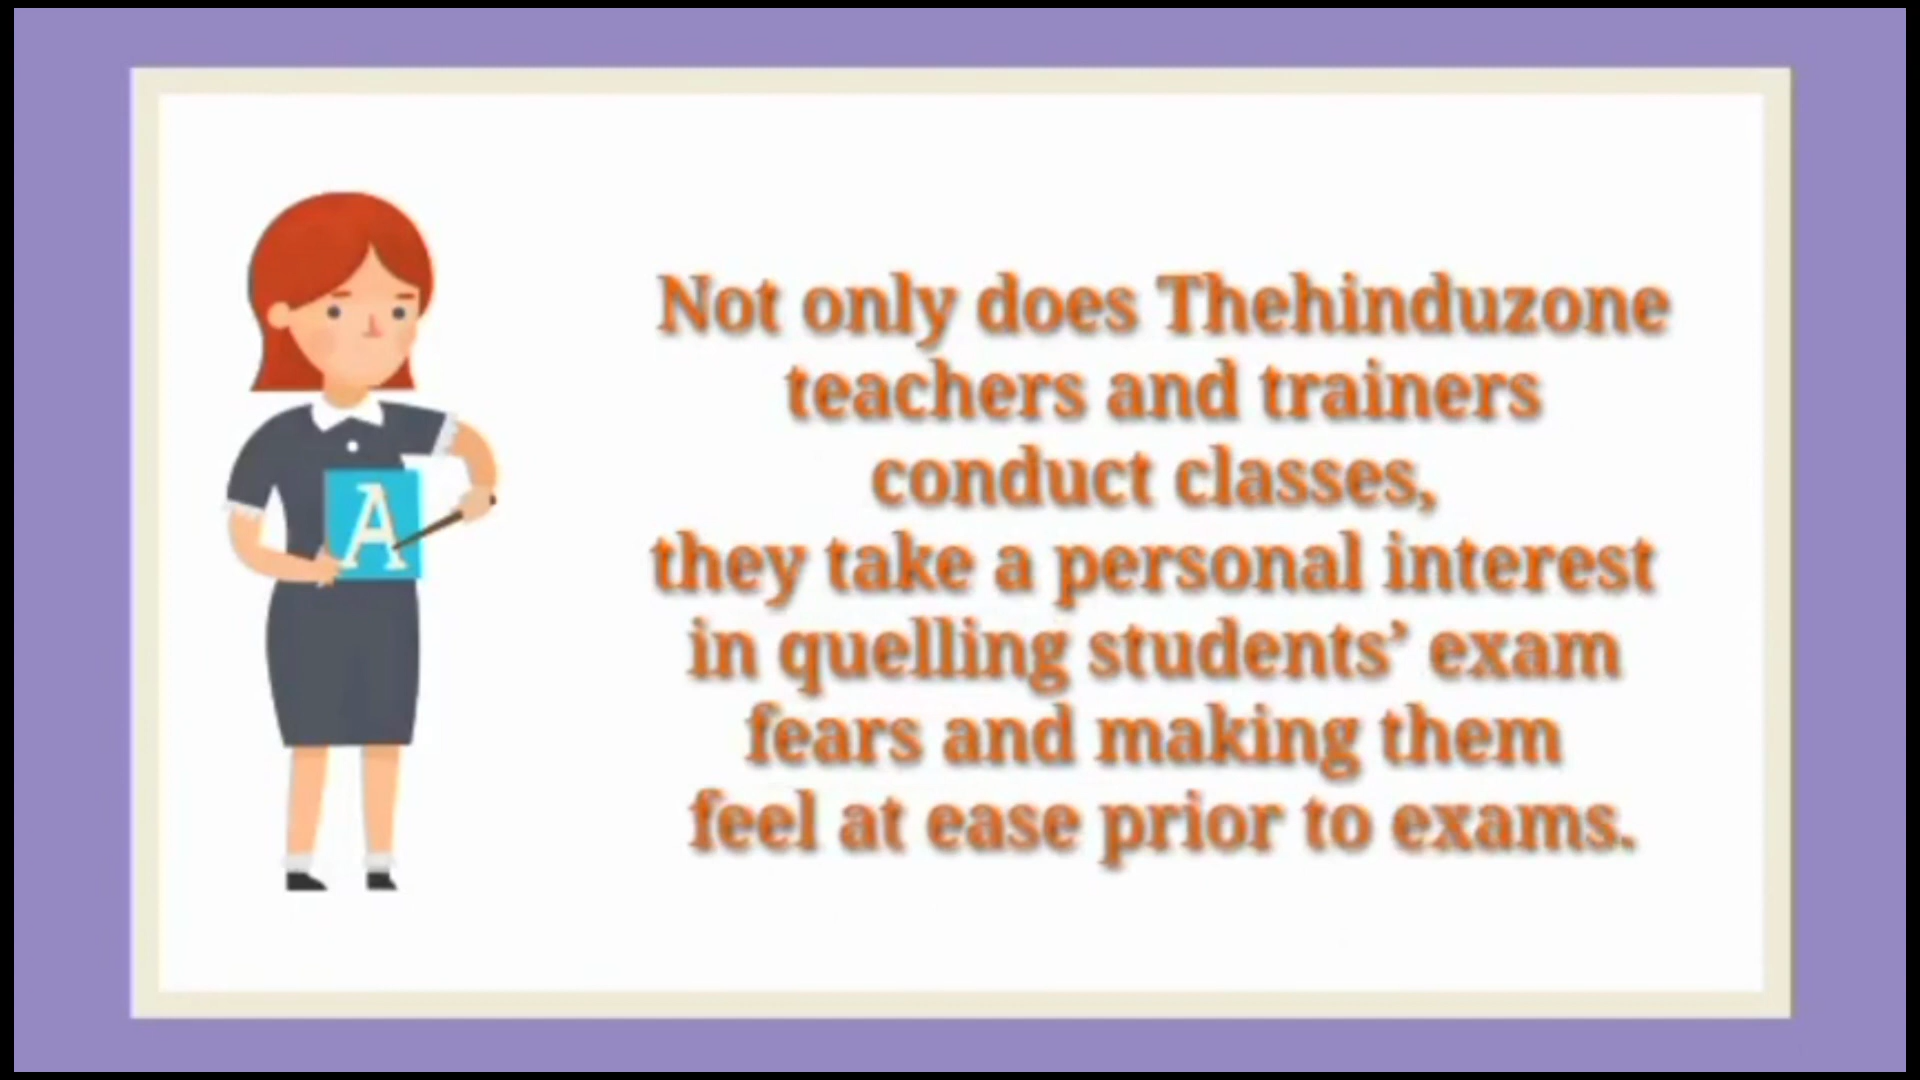 A
Not only does Thehinduzone
teachers and trainers
conduct classes,
they take a personal interest
in quelling students’ exam
fears and making them
feel at ease prior to exams.